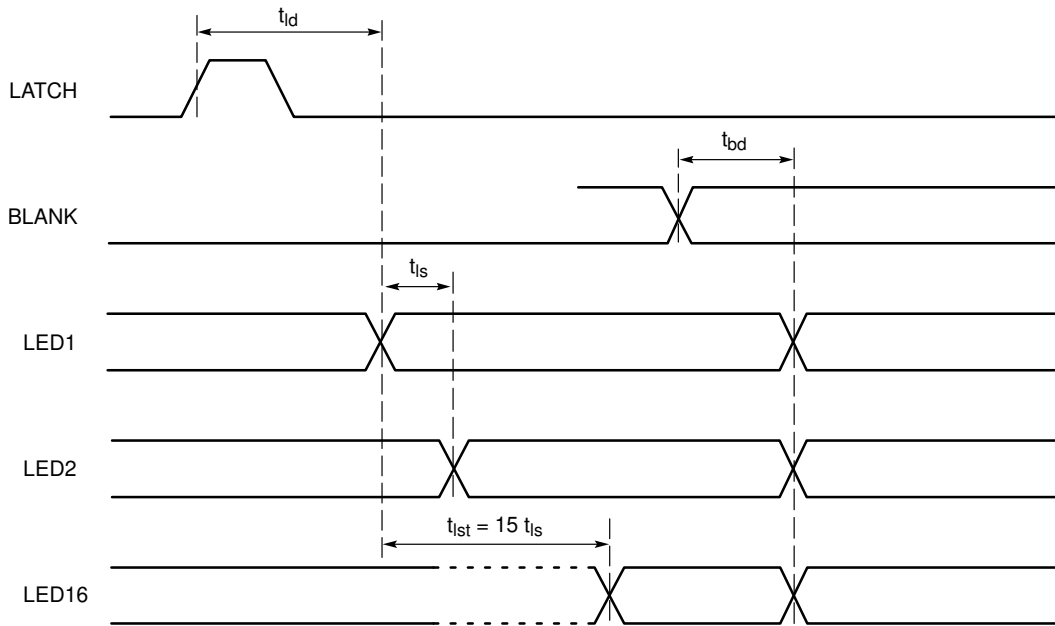 t_ld
LATCH
t_bd
BLANK
t_ls
LED1
LED2
t_lst = 15 t_ls
LED16